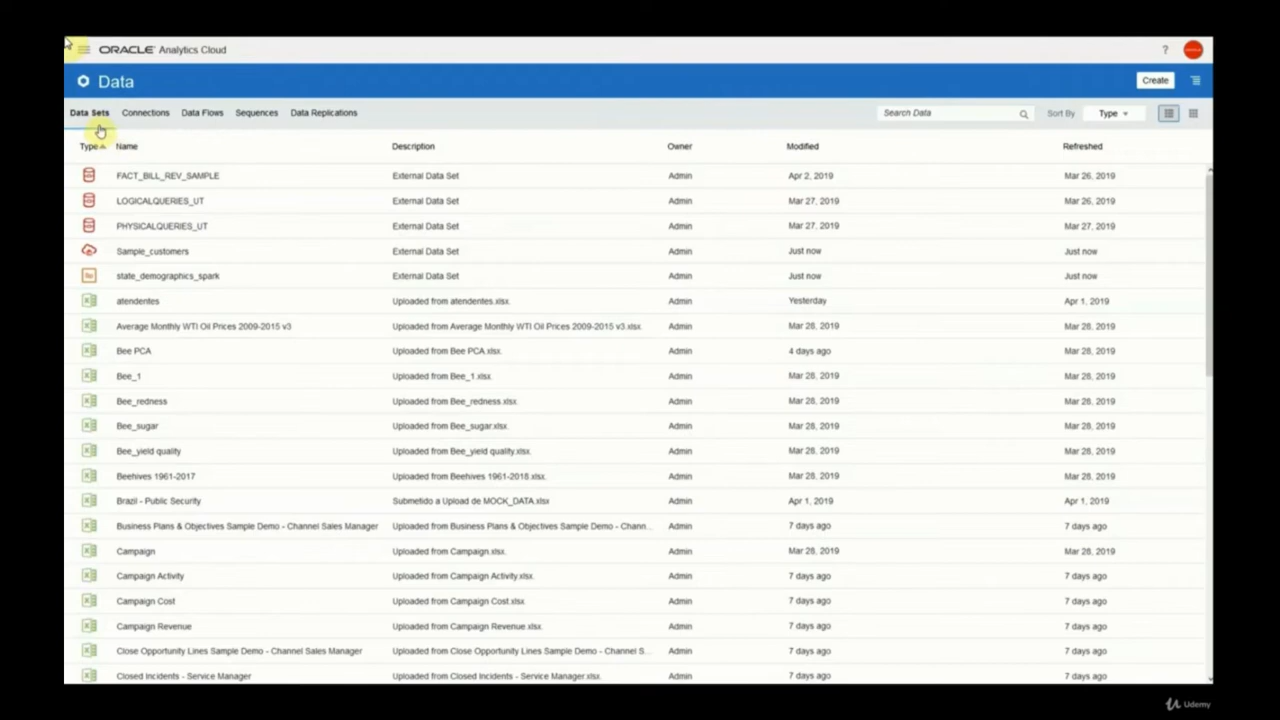 ORACLE Analytics Cloud ?
Data Create
Data Sets Connections Data Flows Sequences Data Replications Search Data Sort By Type
Type Name Description Owner Modified Refreshed
FACT_BILL_REV_SAMPLE External Data Set Admin Apr 2, 2019 Mar 26, 2019
LOGICALQUERIES_UT External Data Set Admin Mar 27, 2019 Mar 26, 2019
PHYSICALQUERIES_UT External Data Set Admin Mar 27, 2019 Mar 27, 2019
Sample_customers External Data Set Admin Just now Just now
state_demographics_spark External Data Set Admin Just now Just now
atendentes Uploaded from atendentes.xlsx. Admin Yesterday Apr 1, 2019
Average Monthly WTI Oil Prices 2009-2015 v3 Uploaded from Average Monthly WTI Oil Prices 2009-2015 v3.xlsx. Admin Mar 28, 2019 Mar 28, 2019
Bee PCA Uploaded from Bee PCA.xlsx. Admin 4 days ago Mar 28, 2019
Bee_1 Uploaded from Bee_1.xlsx. Admin Mar 28, 2019 Mar 28, 2019
Bee_redness Uploaded from Bee_redness.xlsx. Admin Mar 28, 2019 Mar 28, 2019
Bee_sugar Uploaded from Bee_sugar.xlsx. Admin Mar 28, 2019 Mar 28, 2019
Bee_yield quality Uploaded from Bee_yield quality.xlsx. Admin Mar 28, 2019 Mar 28, 2019
Beehives 1961-2017 Uploaded from Beehives 1961-2018.xlsx. Admin Mar 28, 2019 Mar 28, 2019
Brazil - Public Security Submetido a Upload de MOCK_DATA.xlsx Admin Apr 1, 2019 Apr 1, 2019
Business Plans & Objectives Sample Demo - Channel Sales Manager Uploaded from Business Plans & Objectives Sample Demo - Chann... Admin 7 days ago 7 days ago
Campaign Uploaded from Campaign.xlsx. Admin Mar 28, 2019 Mar 28, 2019
Campaign Activity Uploaded from Campaign Activity.xlsx. Admin 7 days ago 7 days ago
Campaign Cost Uploaded from Campaign Cost.xlsx. Admin 7 days ago 7 days ago
Campaign Revenue Uploaded from Campaign Revenue.xlsx. Admin 7 days ago 7 days ago
Close Opportunity Lines Sample Demo - Channel Sales Manager Uploaded from Close Opportunity Lines Sample Demo - Channel S... Admin 7 days ago 7 days ago
Closed Incidents - Service Manager Uploaded from Closed Incidents - Service Manager.xlsx. Admin 7 days ago 7 days ago
Udemy